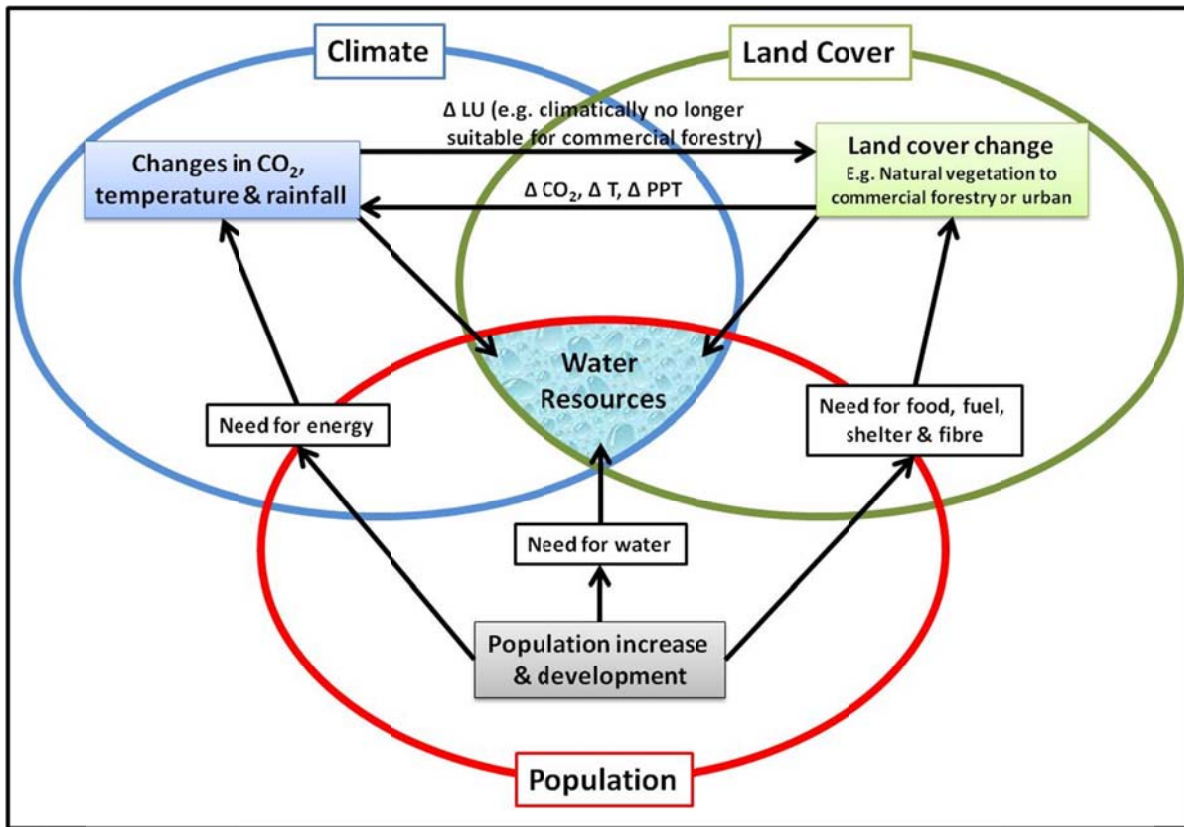 Climate
Land Cover
Δ LU (e.g. climatically no longer
suitable for commercial forestry)
Changes in CO₂,
temperature & rainfall
Land cover change
E.g. Natural vegetation to
commercial forestry or urban
Δ CO₂, Δ T, Δ PPT
Water
Resources
Need for energy
Need for food, fuel,
shelter & fibre
Need for water
Population increase
& development
Population